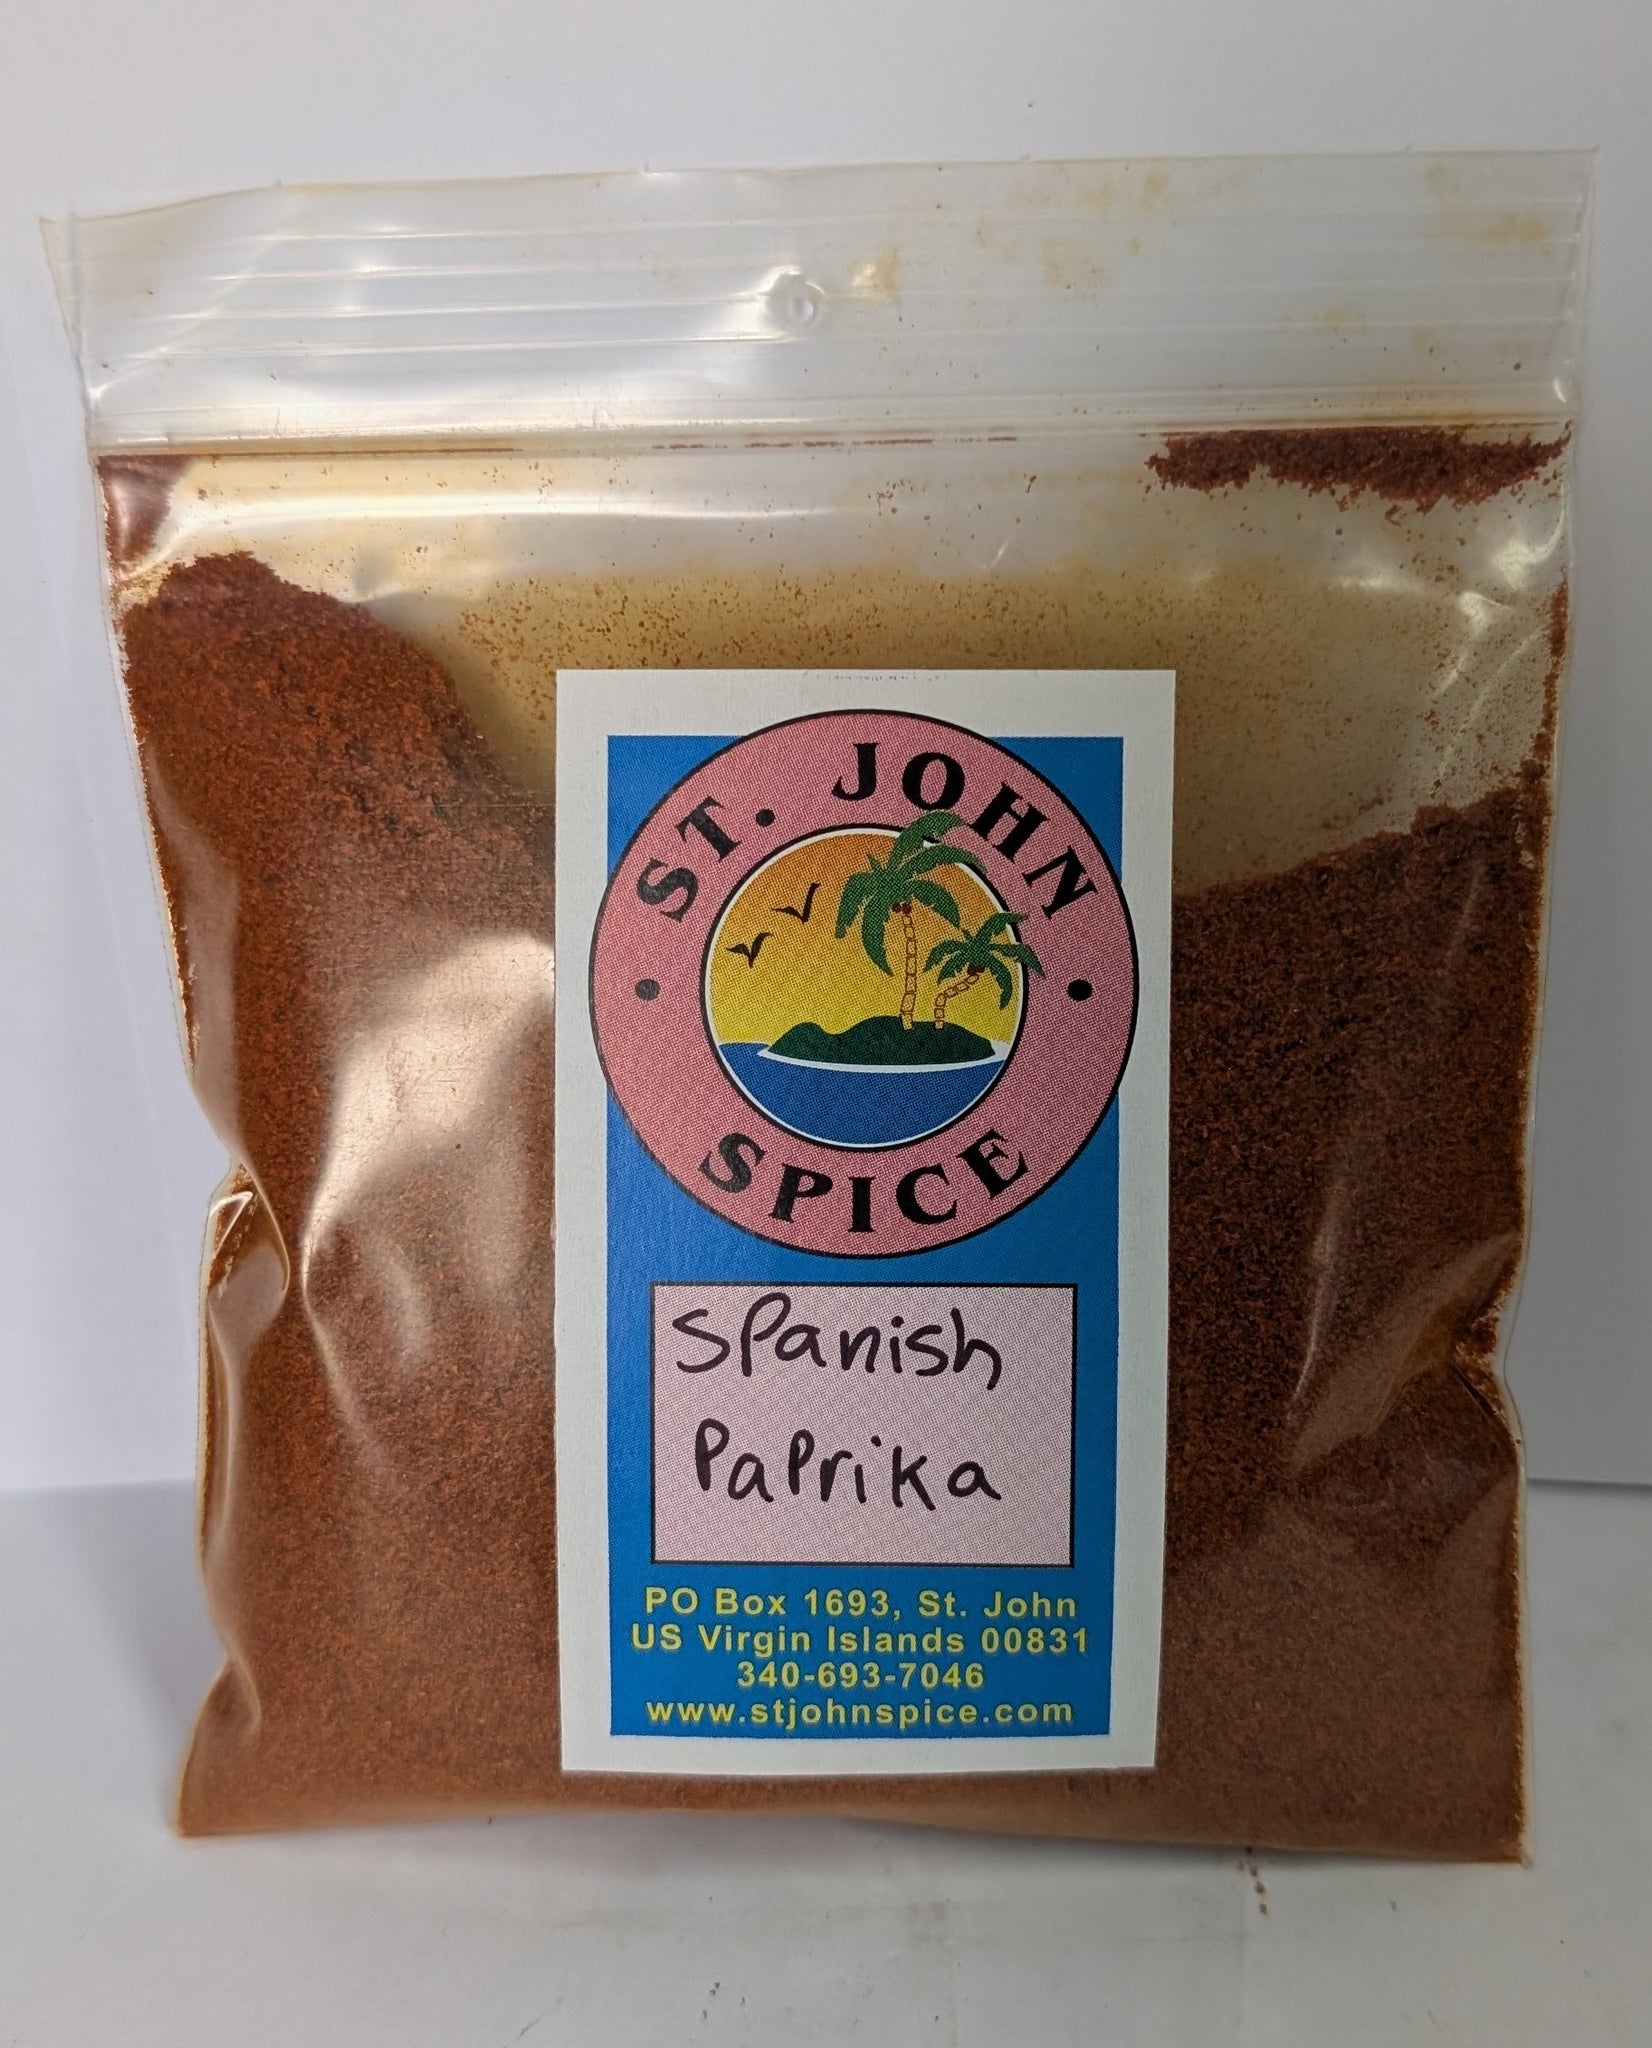 ST. JOHN
SPICE
Spanish
Paprika
PO Box 1693, St. John
US Virgin Islands 00831
340-693-7046
www.stjohnspice.com